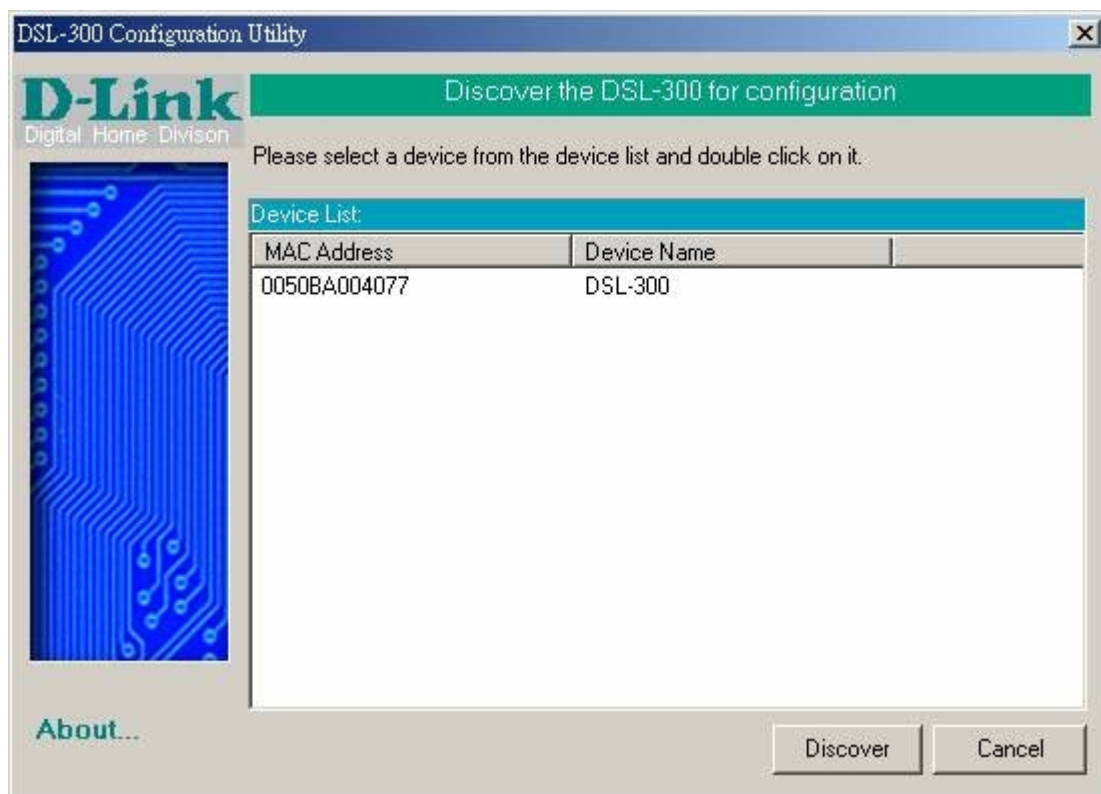 DSL-300 Configuration Utility
D-Link
Digital Home Divison
Discover the DSL-300 for configuration
Please select a device from the device list and double click on it.
Device List:
MAC Address Device Name
0050BA004077 DSL-300
About...
Discover Cancel